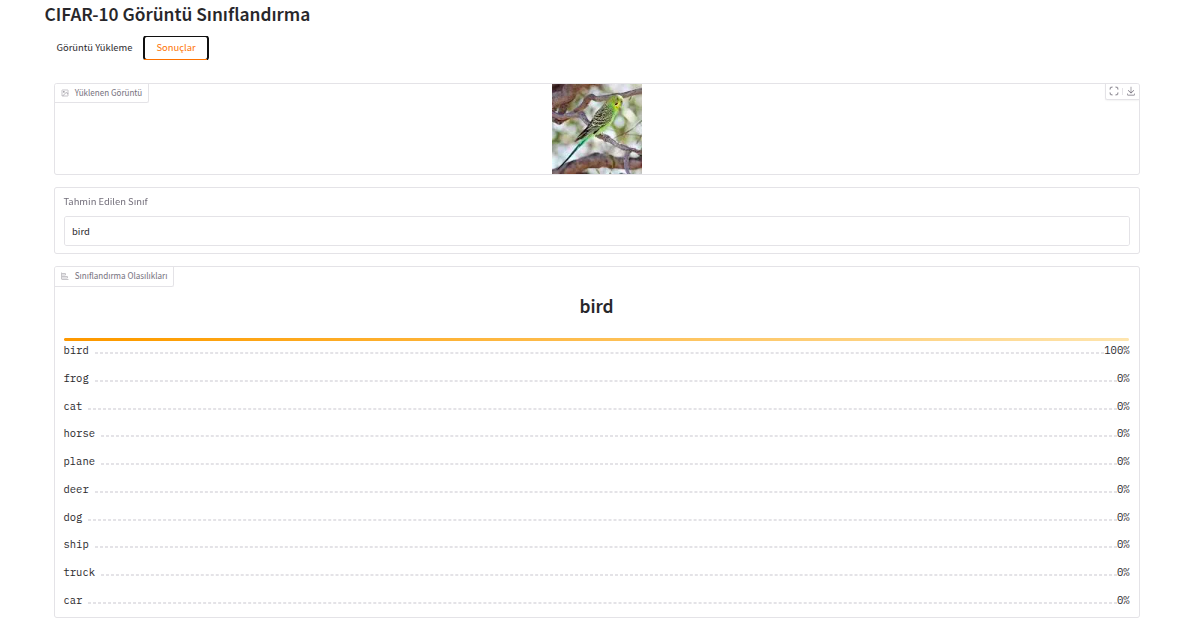 CIFAR-10 Görüntü Sınıflandırma
Görüntü Yükleme Sonuçlar
Yüklenen Görüntü
Tahmin Edilen Sınıf
bird
Sınıflandırma Olasılıkları
bird
bird 100%
frog 0%
cat 0%
horse 0%
plane 0%
deer 0%
dog 0%
ship 0%
truck 0%
car 0%